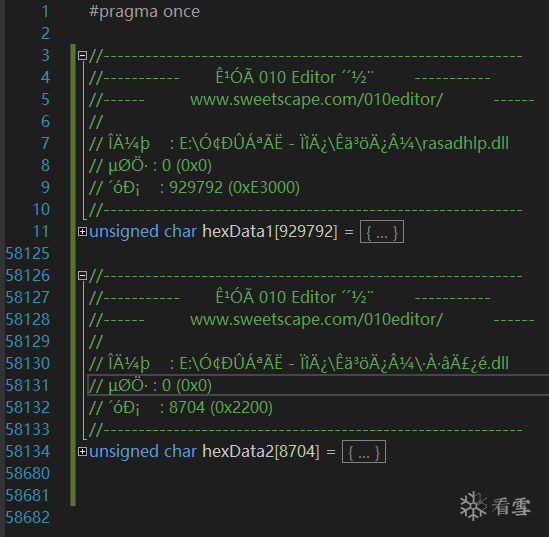 1 #pragma once
2
3 //------------------------------------------------------------
4 //----------- Ê¹ÓÃ 010 Editor ´´½¨ -----------
5 //------ www.sweetscape.com/010editor/ ------
6 //
7 // ÎÄ¼þ : E:\Ó¢ÐÛÁªÃË - ÏîÄ¿\Êä³öÄ¿Â¼\rasadhlp.dll
8 // µØÖ· : 0 (0x0)
9 // ´óÐ¡ : 929792 (0xE3000)
10 //------------------------------------------------------------
11 unsigned char hexData1[929792] = { ... }
58125
58126 //------------------------------------------------------------
58127 //----------- Ê¹ÓÃ 010 Editor ´´½¨ -----------
58128 //------ www.sweetscape.com/010editor/ ------
58129 //
58130 // ÎÄ¼þ : E:\Ó¢ÐÛÁªÃË - ÏîÄ¿\Êä³öÄ¿Â¼\·À·âÄ£¿é.dll
58131 // µØÖ· : 0 (0x0)
58132 // ´óÐ¡ : 8704 (0x2200)
58133 //------------------------------------------------------------
58134 unsigned char hexData2[8704] = { ... }
58680
58681
58682
看雪